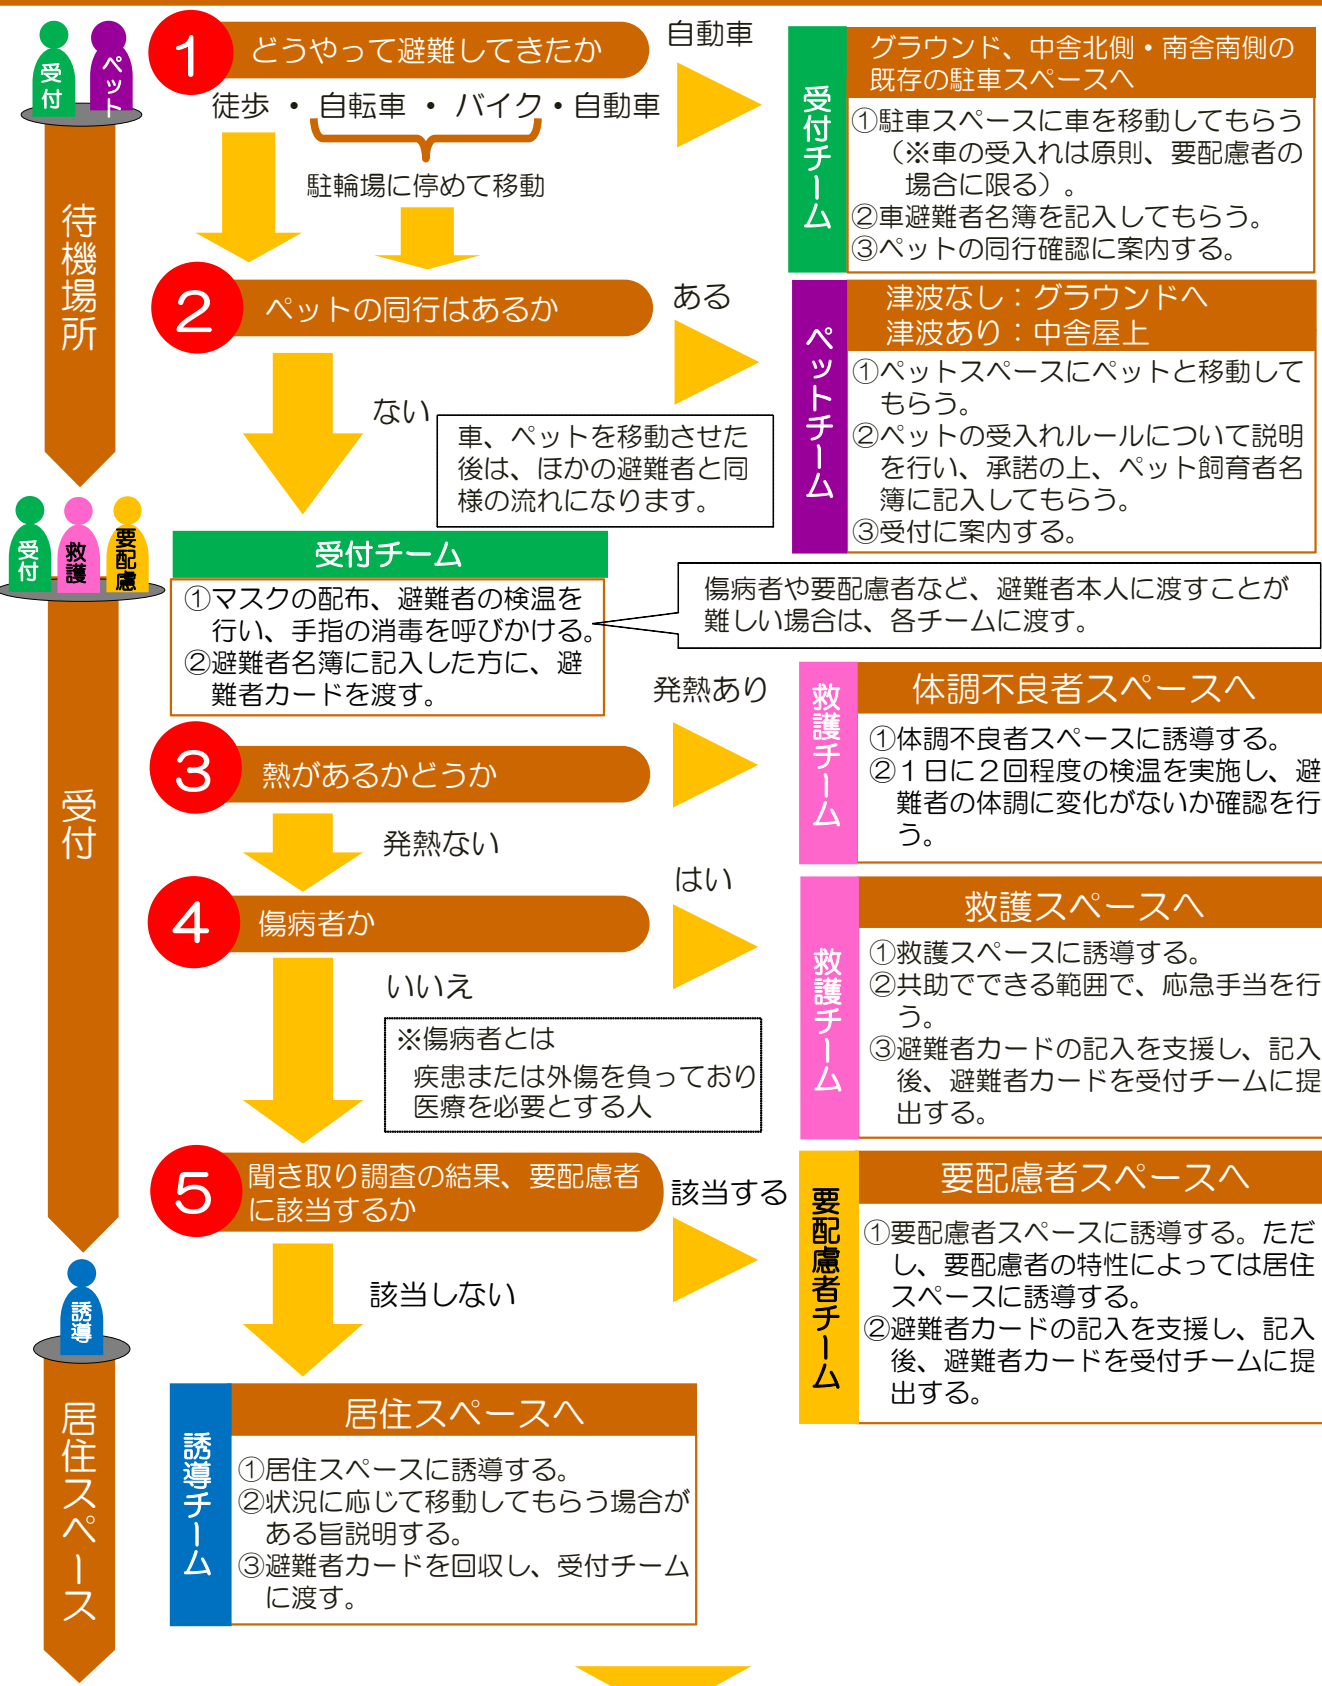 受付
ペット
待機場所
1
どうやって避難してきたか
自動車
徒歩 ・ 自転車 ・ バイク・自動車
駐輪場に停めて移動
受付チーム
グラウンド、中舎北側・南舎南側の
既存の駐車スペースへ
①駐車スペースに車を移動してもらう
（※車の受入れは原則、要配慮者の
場合に限る）。
②車避難者名簿を記入してもらう。
③ペットの同行確認に案内する。
2
ペットの同行はあるか
ある
ない
ペットチーム
津波なし：グラウンドへ
津波あり：中舎屋上
①ペットスペースにペットと移動して
もらう。
②ペットの受入れルールについて説明
を行い、承諾の上、ペット飼育者名
簿に記入してもらう。
③受付に案内する。
車、ペットを移動させた
後は、ほかの避難者と同
様の流れになります。
受付
救護
要配慮
受付
受付チーム
①マスクの配布、避難者の検温を
行い、手指の消毒を呼びかける。
②避難者名簿に記入した方に、避
難者カードを渡す。
傷病者や要配慮者など、避難者本人に渡すことが
難しい場合は、各チームに渡す。
3
熱があるかどうか
発熱あり
発熱ない
救護チーム
体調不良者スペースへ
①体調不良者スペースに誘導する。
②１日に２回程度の検温を実施し、避
難者の体調に変化がないか確認を行
う。
4
傷病者か
はい
いいえ
※傷病者とは
疾患または外傷を負っており
医療を必要とする人
救護チーム
救護スペースへ
①救護スペースに誘導する。
②共助でできる範囲で、応急手当を行
う。
③避難者カードの記入を支援し、記入
後、避難者カードを受付チームに提
出する。
5
聞き取り調査の結果、要配慮者
に該当するか
該当する
該当しない
要配慮者チーム
要配慮者スペースへ
①要配慮者スペースに誘導する。ただ
し、要配慮者の特性によっては居住
スペースに誘導する。
②避難者カードの記入を支援し、記入
後、避難者カードを受付チームに提
出する。
誘導
居住スペース
誘導チーム
居住スペースへ
①居住スペースに誘導する。
②状況に応じて移動してもらう場合が
ある旨説明する。
③避難者カードを回収し、受付チーム
に渡す。